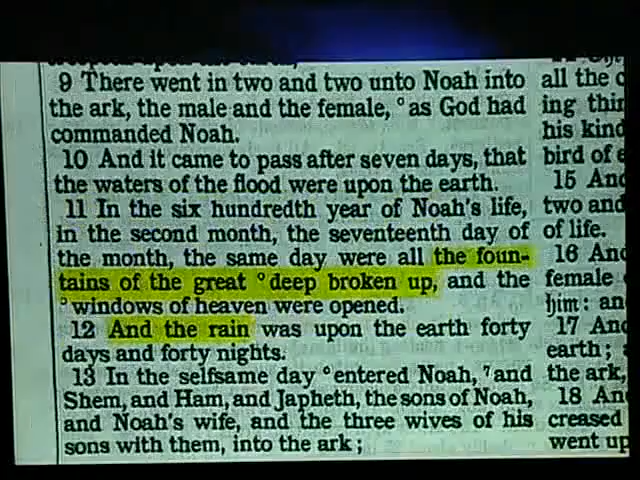 9 There went in two and two unto Noah into
the ark, the male and the female, °as God had
commanded Noah.
10 And it came to pass after seven days, that
the waters of the flood were upon the earth.
11 In the six hundredth year of Noah's life,
in the second month, the seventeenth day of
the month, the same day were all the foun-
tains of the great °deep broken up, and the
°windows of heaven were opened.
12 And the rain was upon the earth forty
days and forty nights.
13 In the selfsame day °entered Noah, ⁷and
Shem, and Ham, and Japheth, the sons of Noah,
and Noah's wife, and the three wives of his
sons with them, into the ark;
all the c
ing thin
his kind
bird of e
15 And
two and
of life.
16 And
female
him: an
17 And
earth;
the ark,
18 An
creased
went up